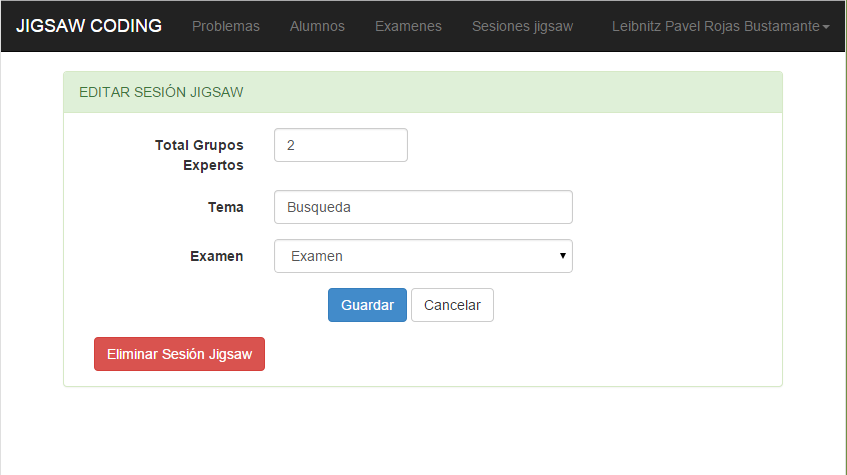 JIGSAW CODING Problemas Alumnos Examenes Sesiones jigsaw Leibnitz Pavel Rojas Bustamante
EDITAR SESIÓN JIGSAW
Total Grupos Expertos 2
Tema Busqueda
Examen Examen
Guardar Cancelar
Eliminar Sesión Jigsaw